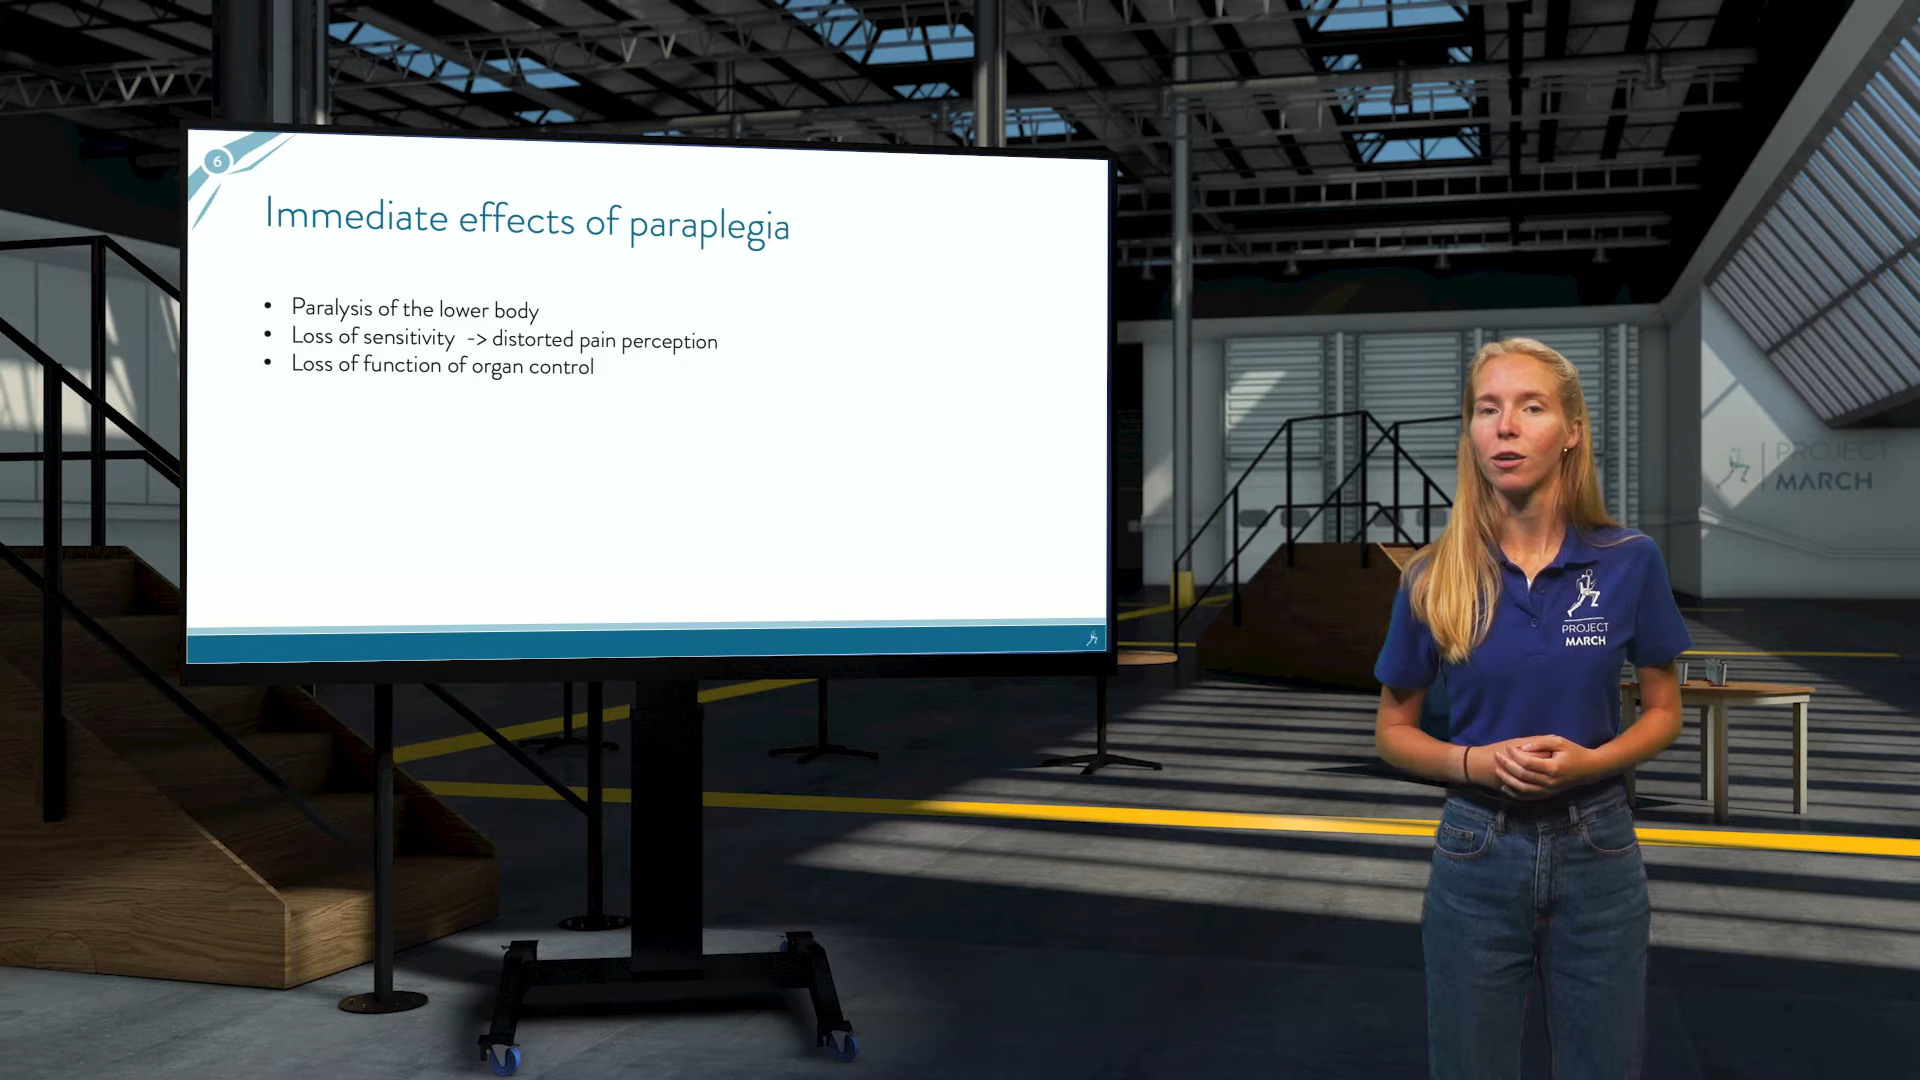 6
Immediate effects of paraplegia
• Paralysis of the lower body
• Loss of sensitivity -> distorted pain perception
• Loss of function of organ control
PROJECT
MARCH
PROJECT
MARCH